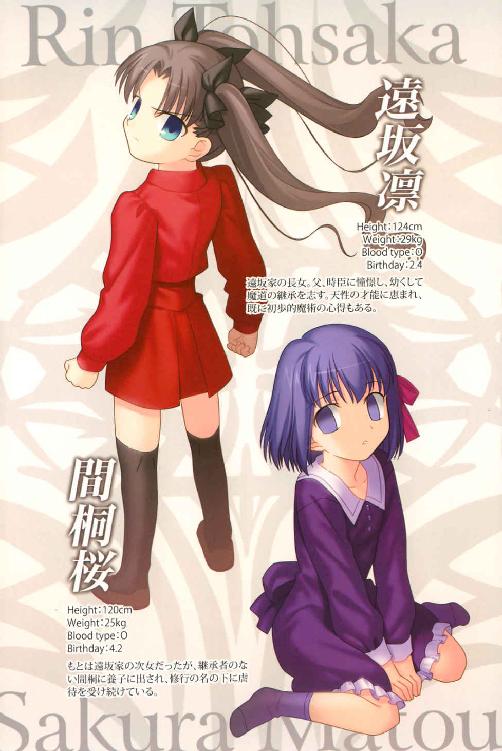 Rin Tohsaka
遠坂凛
Height:124cm
Weight:29kg
Blood type:O
Birthday:2.4
遠坂家の長女。父、時臣に憧憬し、幼くして
魔道の継承を志す。天性の才能に恵まれ、
既に初歩的魔術の心得もある。
間桐桜
Height:120cm
Weight:25kg
Blood type:O
Birthday:4.2
もとは遠坂家の次女だったが、継承者のな
い間桐に養子に出され、修行の名の下に虐
待を受け続けている。
Sakura Matou